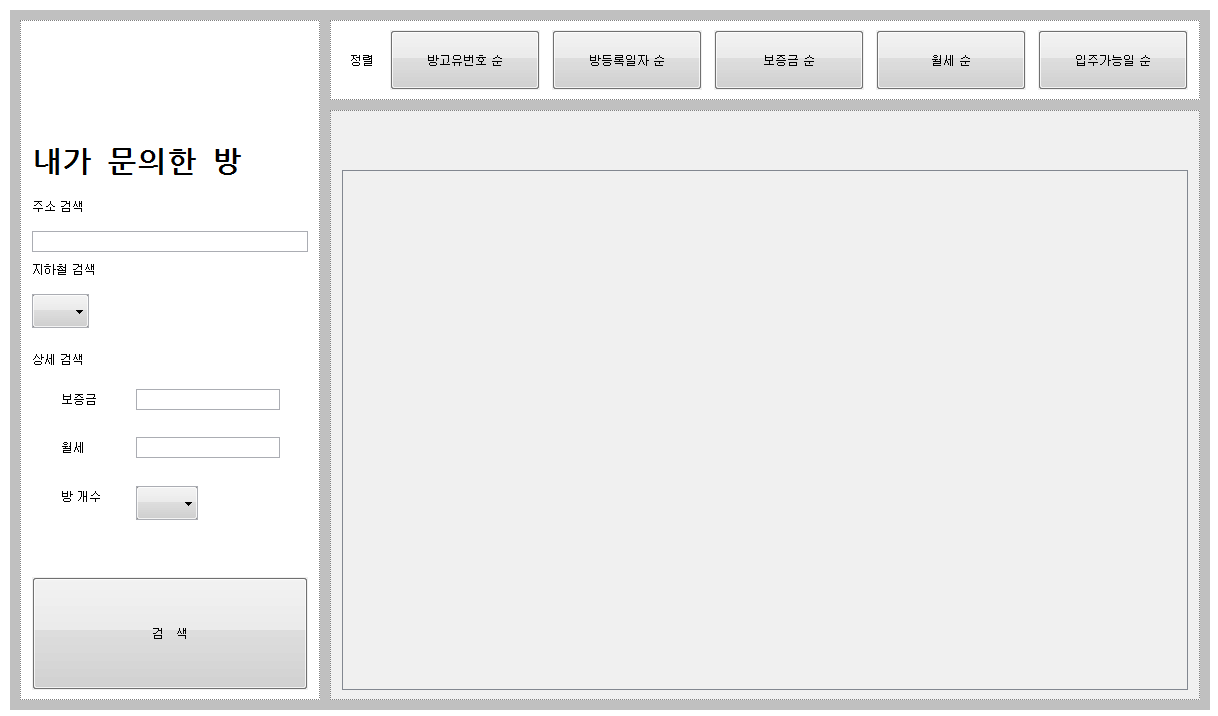 내가 문의한 방
주소 검색
지하철 검색
상세 검색
보증금
월세
방 개수
검 색
정렬 방고유번호 순 방등록일자 순 보증금 순 월세 순 입주가능일 순